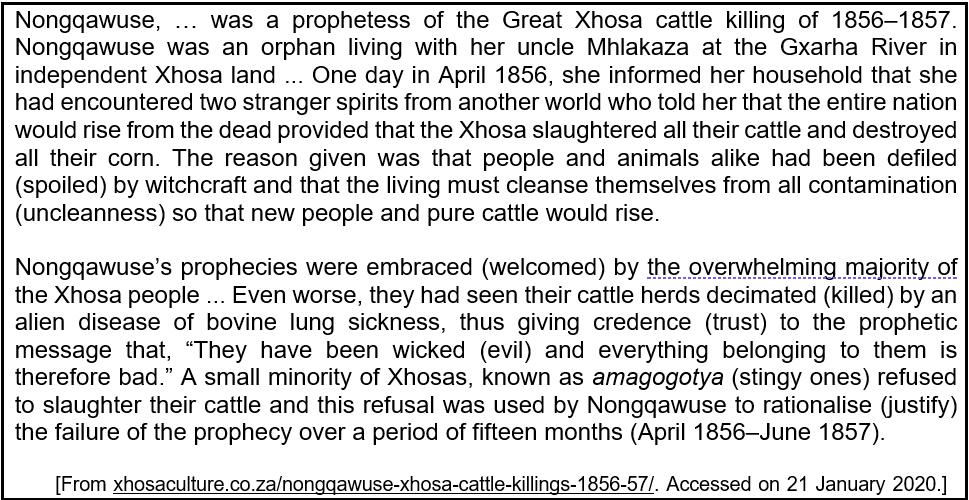 Nongqawuse, … was a prophetess of the Great Xhosa cattle killing of 1856–1857.
Nongqawuse was an orphan living with her uncle Mhlakaza at the Gxarha River in
independent Xhosa land ... One day in April 1856, she informed her household that she
had encountered two stranger spirits from another world who told her that the entire nation
would rise from the dead provided that the Xhosa slaughtered all their cattle and destroyed
all their corn. The reason given was that people and animals alike had been defiled
(spoiled) by witchcraft and that the living must cleanse themselves from all contamination
(uncleanness) so that new people and pure cattle would rise.
Nongqawuse’s prophecies were embraced (welcomed) by the overwhelming majority of
the Xhosa people ... Even worse, they had seen their cattle herds decimated (killed) by an
alien disease of bovine lung sickness, thus giving credence (trust) to the prophetic
message that, “They have been wicked (evil) and everything belonging to them is
therefore bad.” A small minority of Xhosas, known as amagogotya (stingy ones) refused
to slaughter their cattle and this refusal was used by Nongqawuse to rationalise (justify)
the failure of the prophecy over a period of fifteen months (April 1856–June 1857).
[From xhosaculture.co.za/nongqawuse-xhosa-cattle-killings-1856-57/. Accessed on 21 January 2020.]